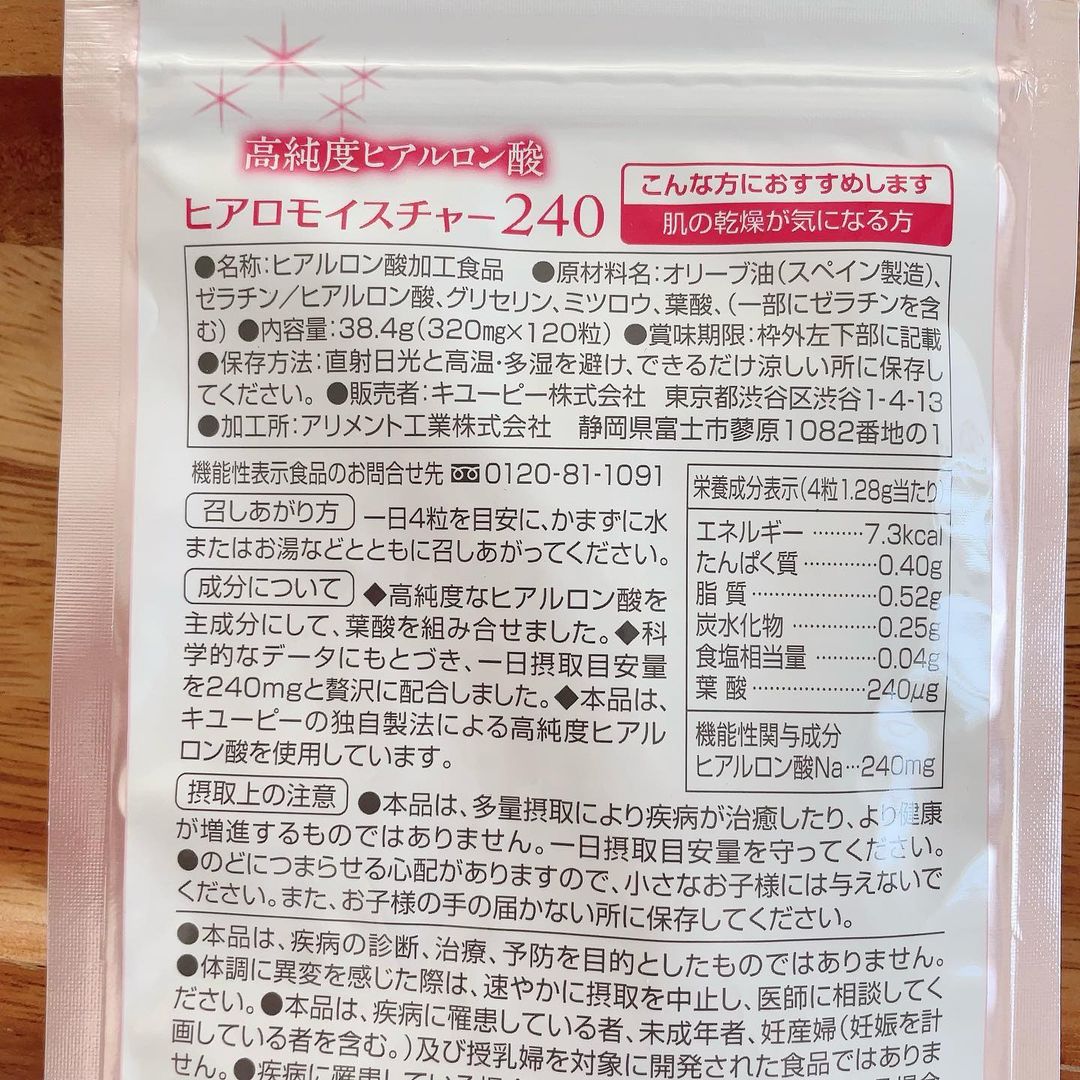 高純度ヒアルロン酸
ヒアロモイスチャー240
こんな方におすすめします
肌の乾燥が気になる方
●名称:ヒアルロン酸加工食品 ●原材料名:オリーブ油(スペイン製造)、
ゼラチン/ヒアルロン酸、グリセリン、ミツロウ、葉酸、(一部にゼラチンを含
む) ●内容量:38.4g(320mg×120粒) ●賞味期限:枠外左下部に記載
●保存方法:直射日光と高温・多湿を避け、できるだけ涼しい所に保存し
てください。 ●販売者:キユーピー株式会社 東京都渋谷区渋谷1-4-13
●加工所:アリメント工業株式会社 静岡県富士市蓼原1082番地の1
機能性表示食品のお問合せ先 0120-81-1091
召しあがり方 一日4粒を目安に、かまずに水
またはお湯などとともに召しあがってください。
成分について ◆高純度なヒアルロン酸を
主成分にして、葉酸を組み合せました。◆科
学的なデータにもとづき、一日摂取目安量
を240mgと贅沢に配合しました。◆本品は、
キユーピーの独自製法による高純度ヒアル
ロン酸を使用しています。
栄養成分表示(4粒1.28g当たり)
エネルギー………7.3kcal
たんぱく質…………0.40g
脂質…………………0.52g
炭水化物……………0.25g
食塩相当量…………0.04g
葉酸…………………240μg
機能性関与成分
ヒアルロン酸Na…240mg
摂取上の注意 ●本品は、多量摂取により疾病が治癒したり、より健康
が増進するものではありません。一日摂取目安量を守ってください。
●のどにつまらせる心配がありますので、小さなお子様には与えないで
ください。また、お子様の手の届かない所に保存してください。
●本品は、疾病の診断、治療、予防を目的としたものではありません。
●体調に異変を感じた際は、速やかに摂取を中止し、医師に相談してく
ださい。●本品は、疾病に罹患している者、未成年者、妊産婦(妊娠を計
画している者を含む。)及び授乳婦を対象に開発された食品ではありま
せん。●疾病に罹患している